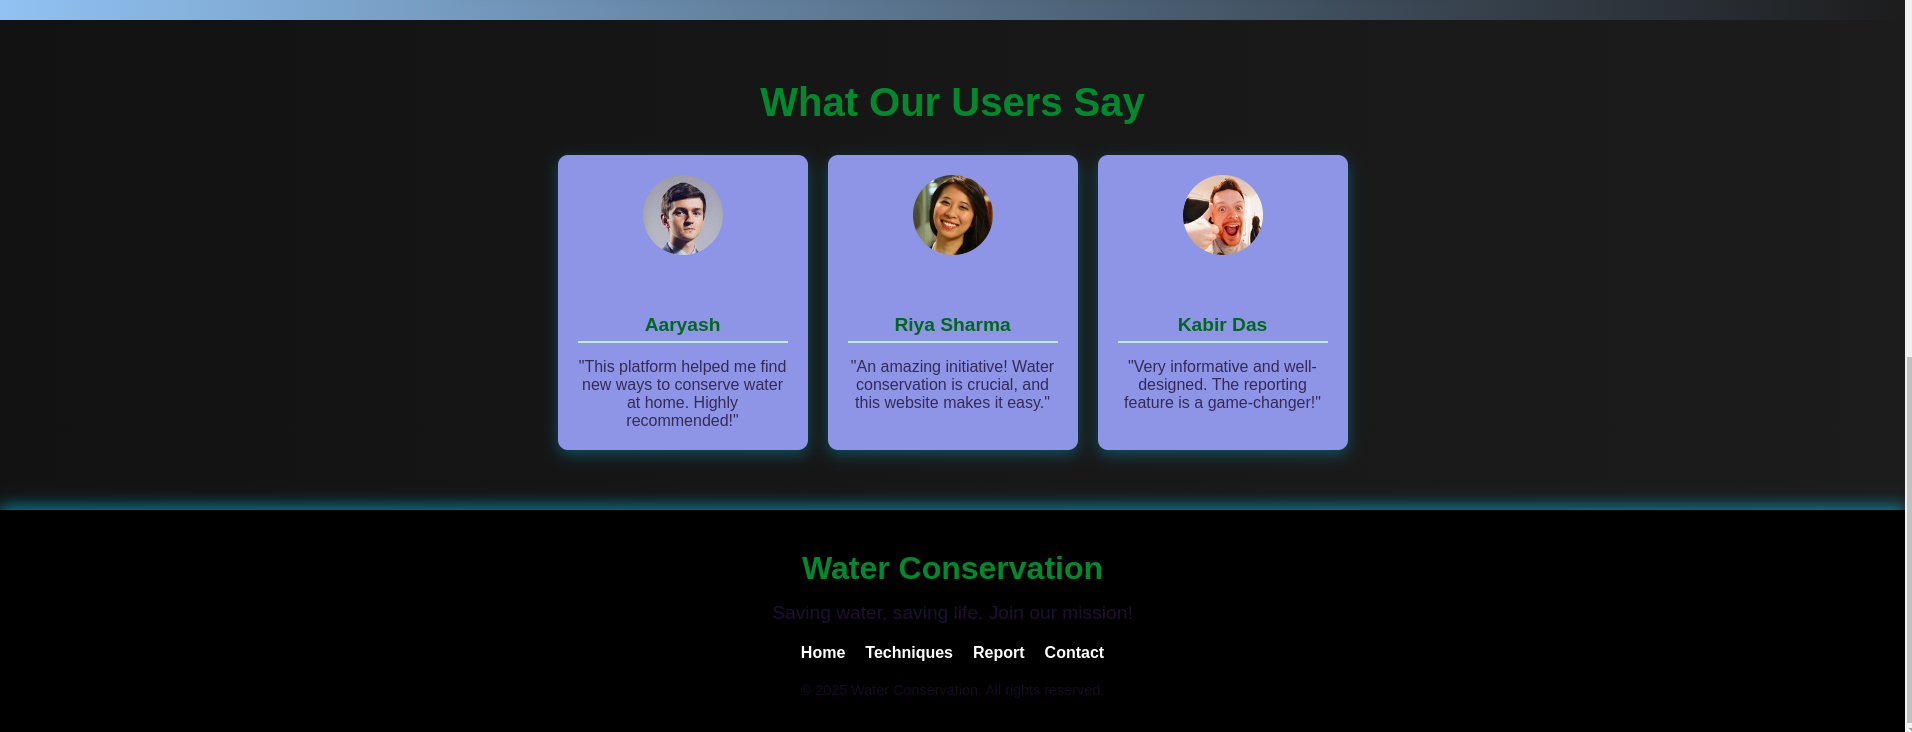 What Our Users Say
Aaryash
"This platform helped me find
new ways to conserve water
at home. Highly
recommended!"
Riya Sharma
"An amazing initiative! Water
conservation is crucial, and
this website makes it easy."
Kabir Das
"Very informative and well-
designed. The reporting
feature is a game-changer!"
Water Conservation
Saving water, saving life. Join our mission!
Home Techniques Report Contact
© 2025 Water Conservation. All rights reserved.